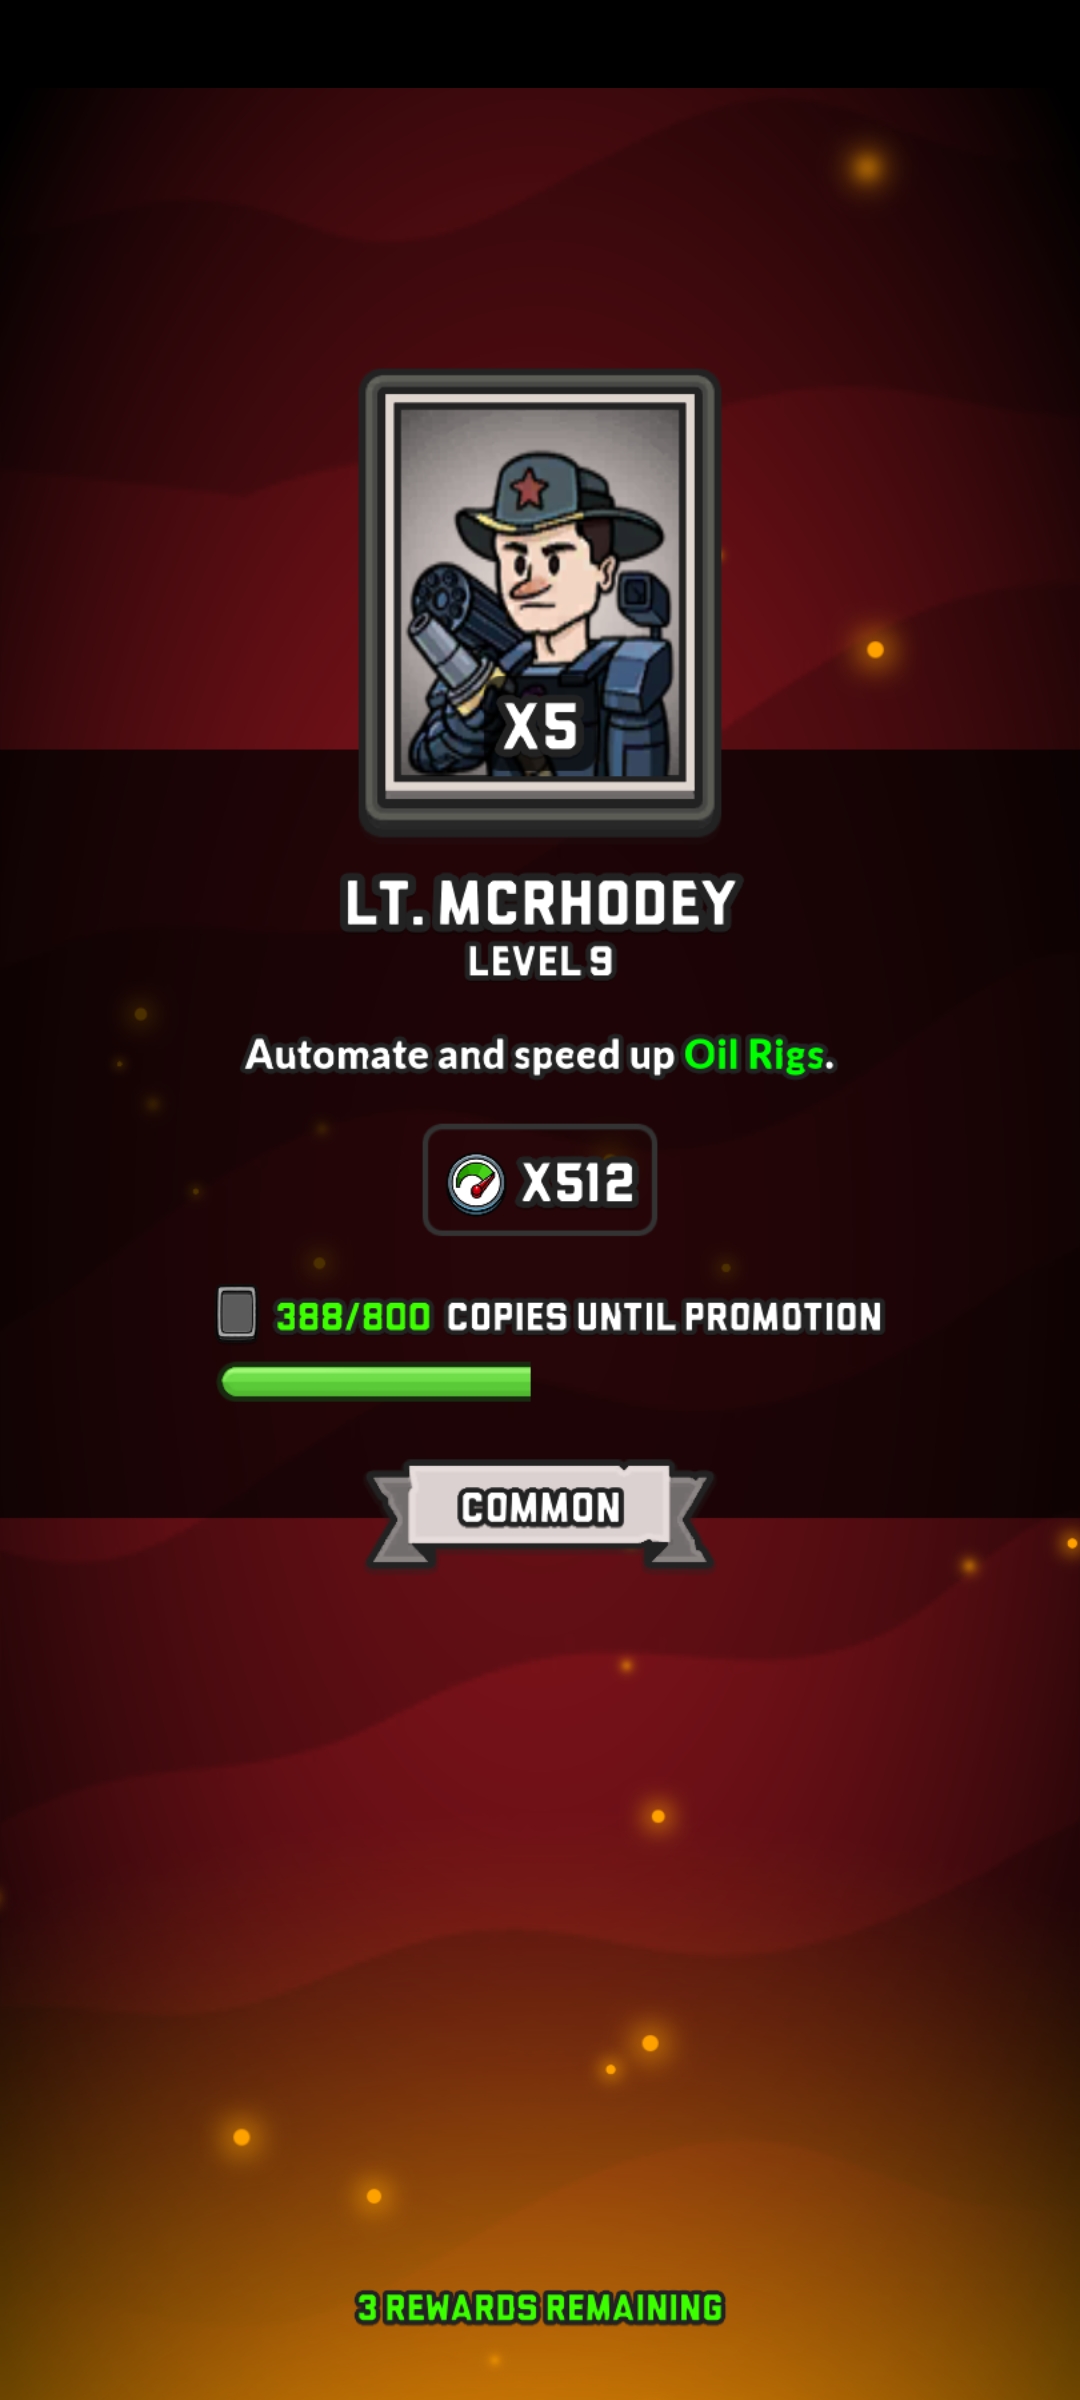 X5
LT. MCRHODEY
LEVEL 9
Automate and speed up Oil Rigs.
X512
388/800 COPIES UNTIL PROMOTION
COMMON
3 REWARDS REMAINING